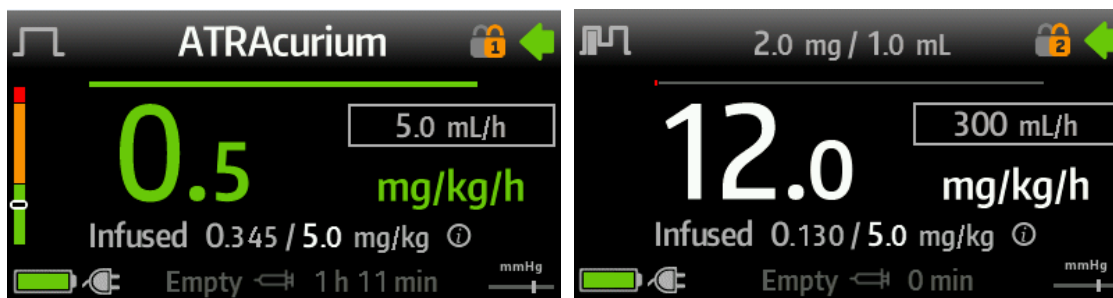 ATRAcurium
1
0.5
5.0 mL/h
mg/kg/h
Infused 0.345 / 5.0 mg/kg i
Empty 1 h 11 min
mmHg
2.0 mg / 1.0 mL
2
12.0
300 mL/h
mg/kg/h
Infused 0.130 / 5.0 mg/kg i
Empty 0 min
mmHg